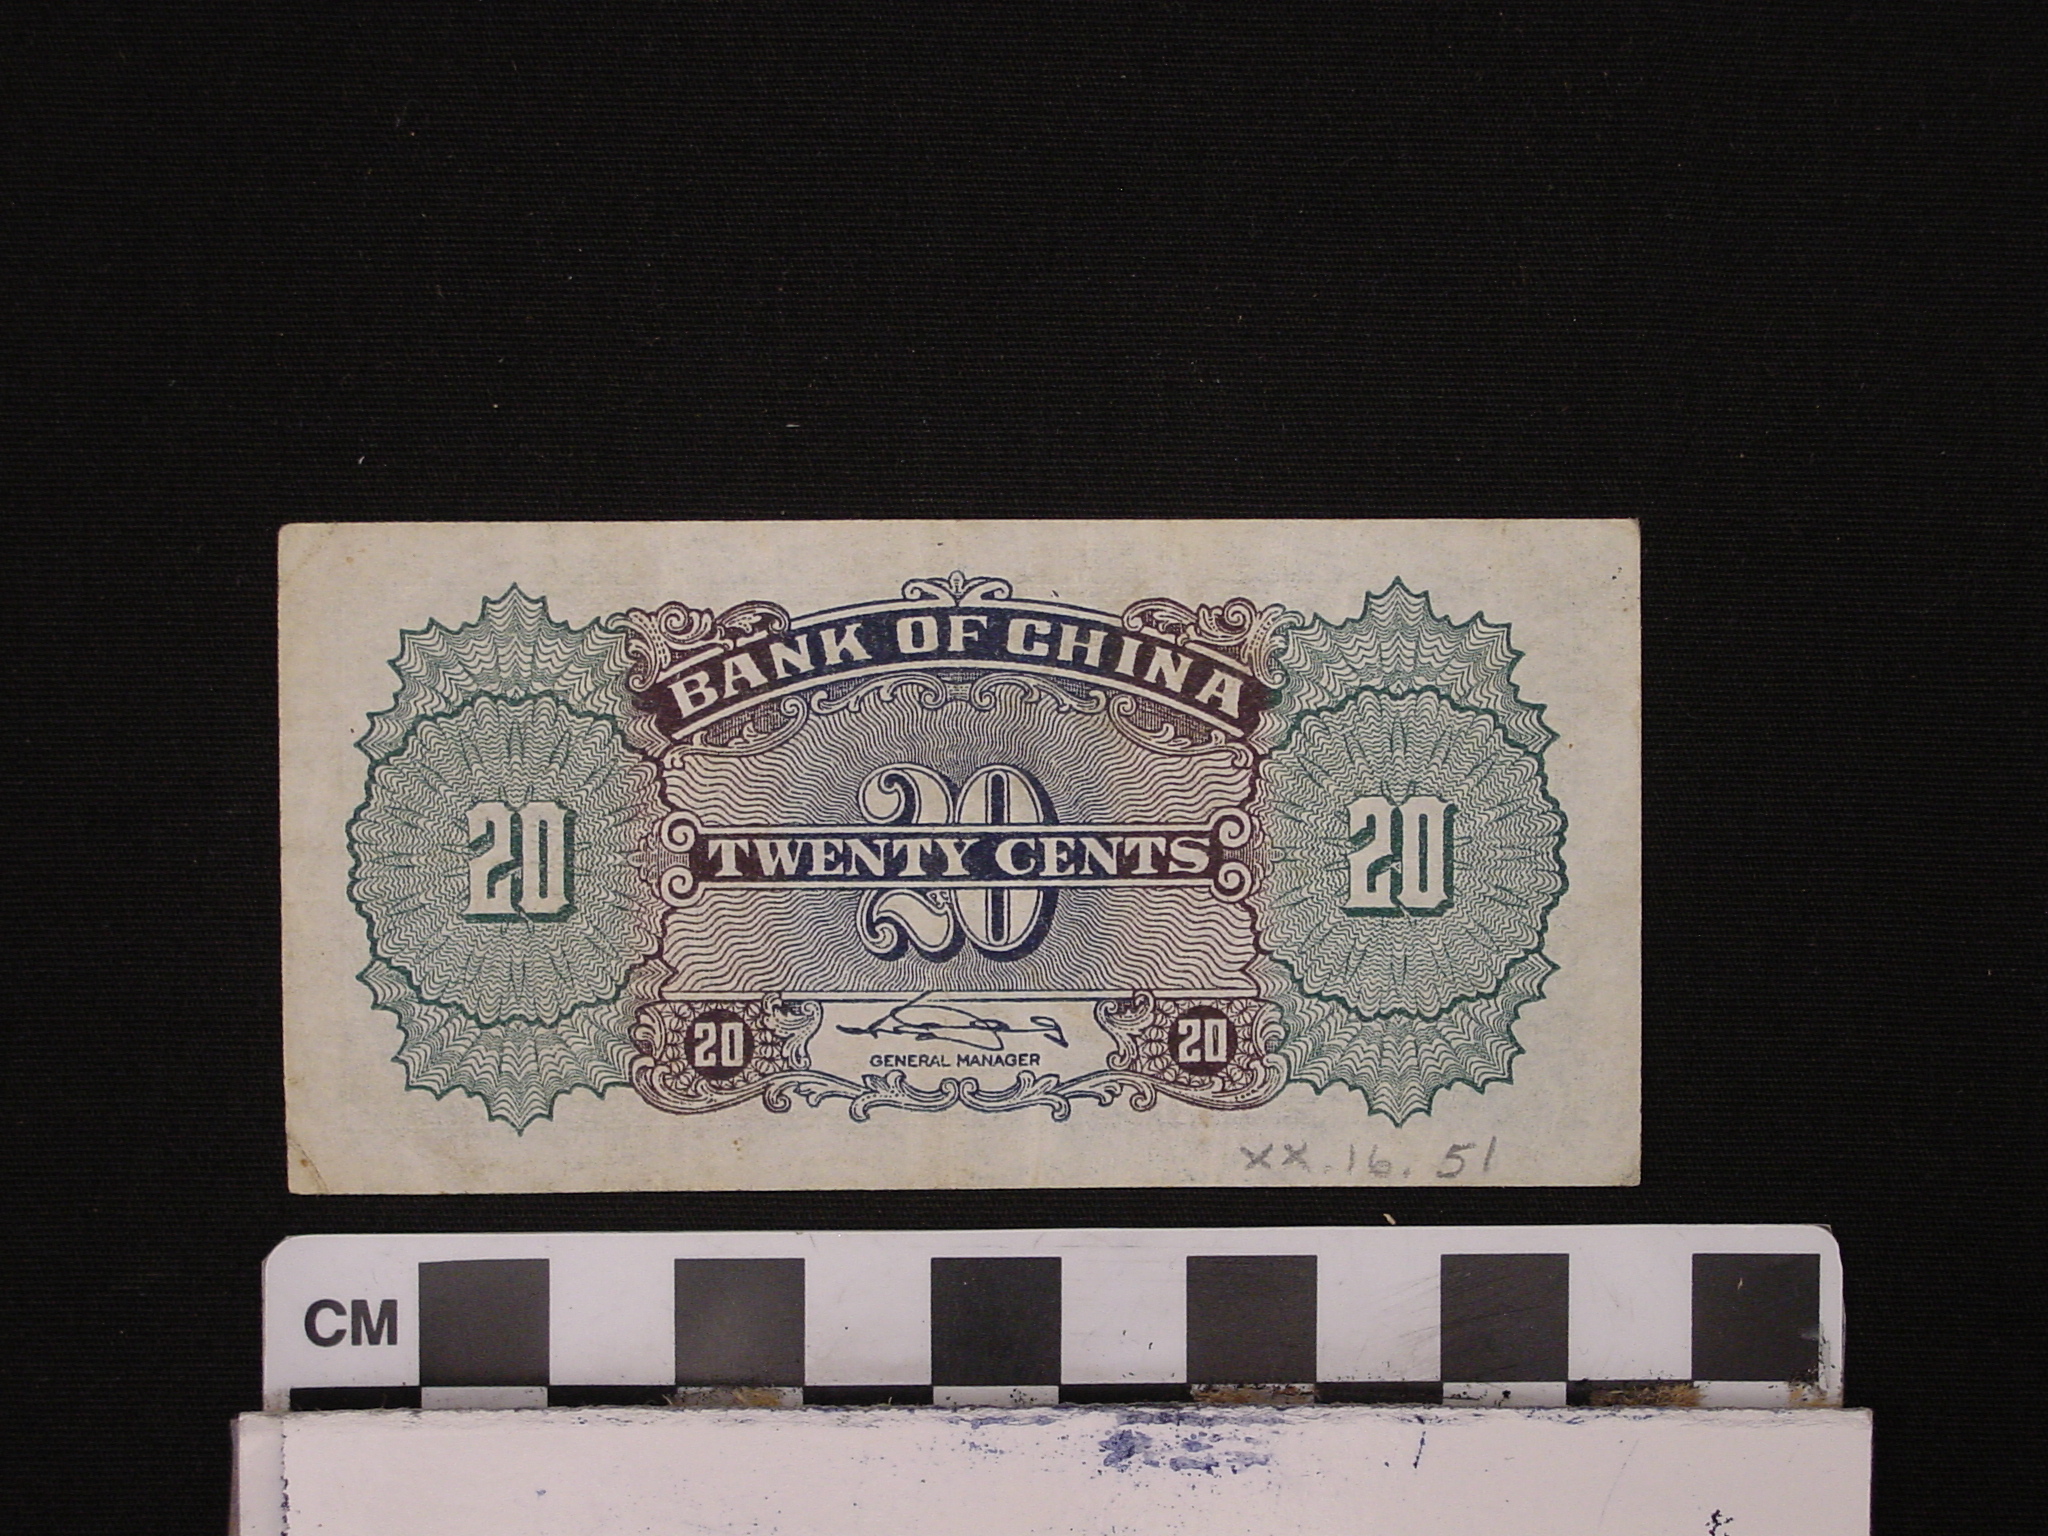 BANK OF CHINA
20
20
20
TWENTY CENTS
20
20
GENERAL MANAGER
xx.16.51
CM